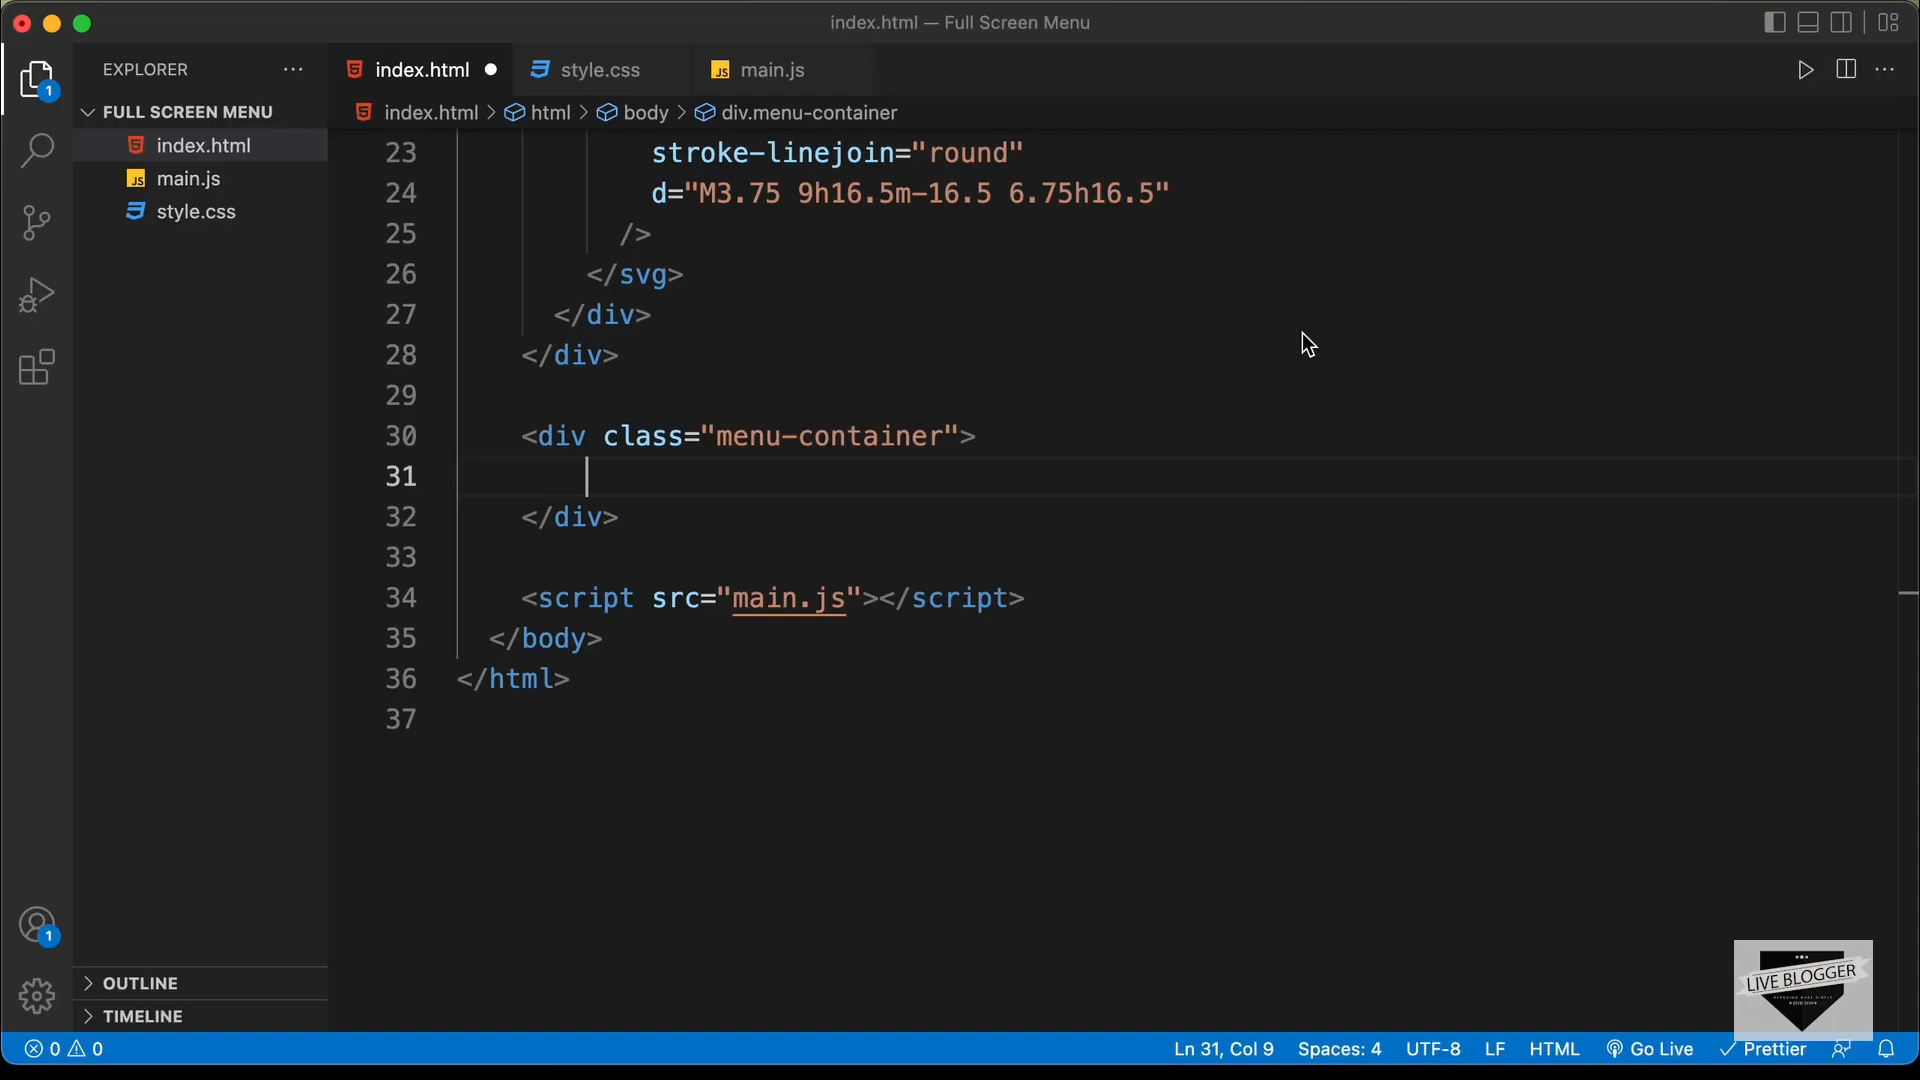 index.html — Full Screen Menu
EXPLORER
1
FULL SCREEN MENU
index.html
JS main.js
style.css
index.html
style.css
JS main.js
index.html > html > body > div.menu-container
23 stroke-linejoin="round"
24 d="M3.75 9h16.5m-16.5 6.75h16.5"
25 />
26 </svg>
27 </div>
28 </div>
29
30 <div class="menu-container">
31
32 </div>
33
34 <script src="main.js"></script>
35 </body>
36 </html>
37
1
OUTLINE
TIMELINE
LIVE BLOGGER
0 0
Ln 31, Col 9 Spaces: 4 UTF-8 LF HTML Go Live Prettier